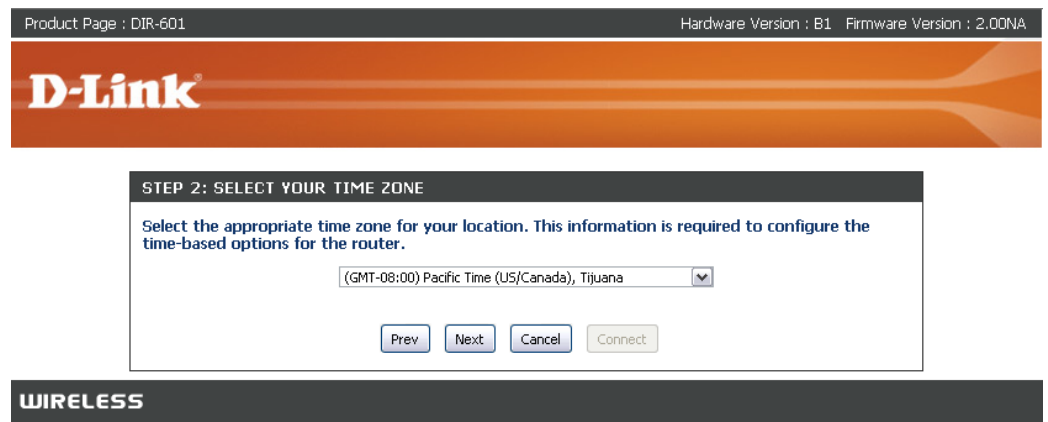 Product Page : DIR-601 Hardware Version : B1 Firmware Version : 2.00NA
D-Link®
STEP 2: SELECT YOUR TIME ZONE
Select the appropriate time zone for your location. This information is required to configure the
time-based options for the router.
(GMT-08:00) Pacific Time (US/Canada), Tijuana
Prev Next Cancel Connect
WIRELESS